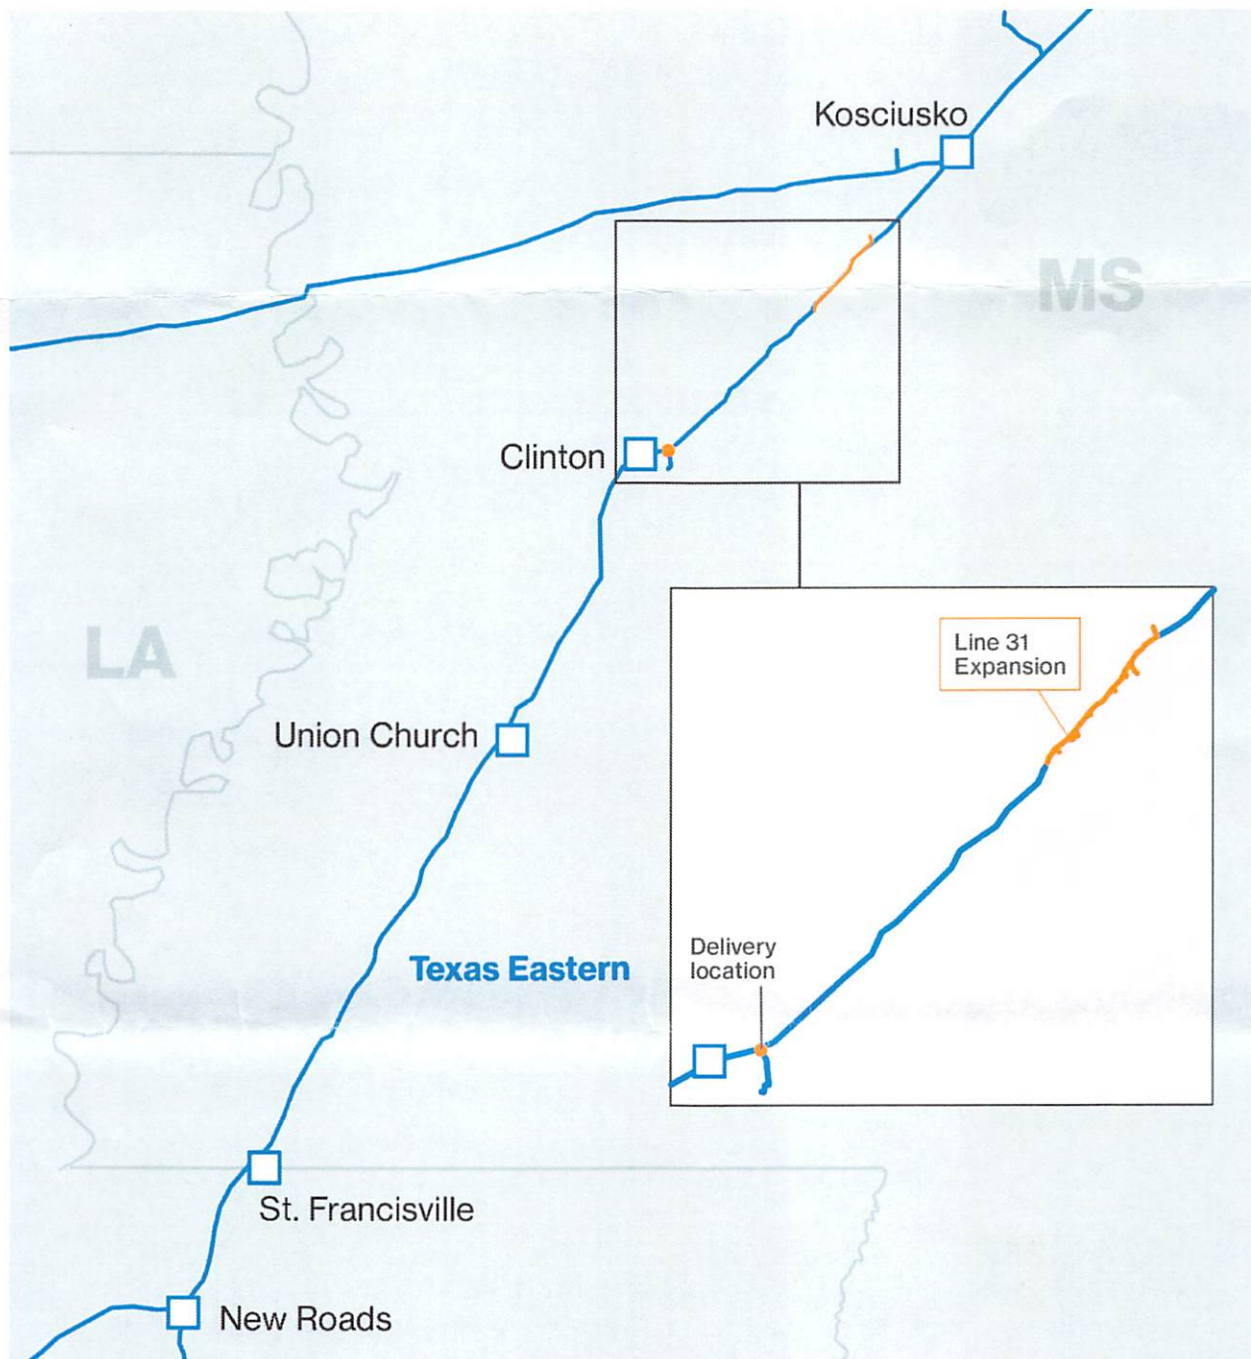 Kosciusko
MS
Clinton
LA
Line 31
Expansion
Union Church
Delivery
location
Texas Eastern
St. Francisville
New Roads